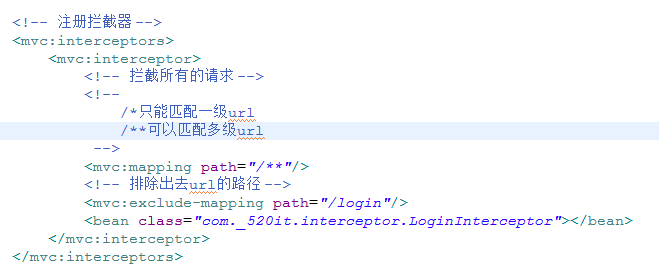 <!-- 注册拦截器 -->
<mvc:interceptors>
<mvc:interceptor>
<!-- 拦截所有的请求 -->
<!--
/*只能匹配一级url
/**可以匹配多级url
-->
<mvc:mapping path="/**"/>
<!-- 排除出去url的路径 -->
<mvc:exclude-mapping path="/login"/>
<bean class="com._520it.interceptor.LoginInterceptor"></bean>
</mvc:interceptor>
</mvc:interceptors>